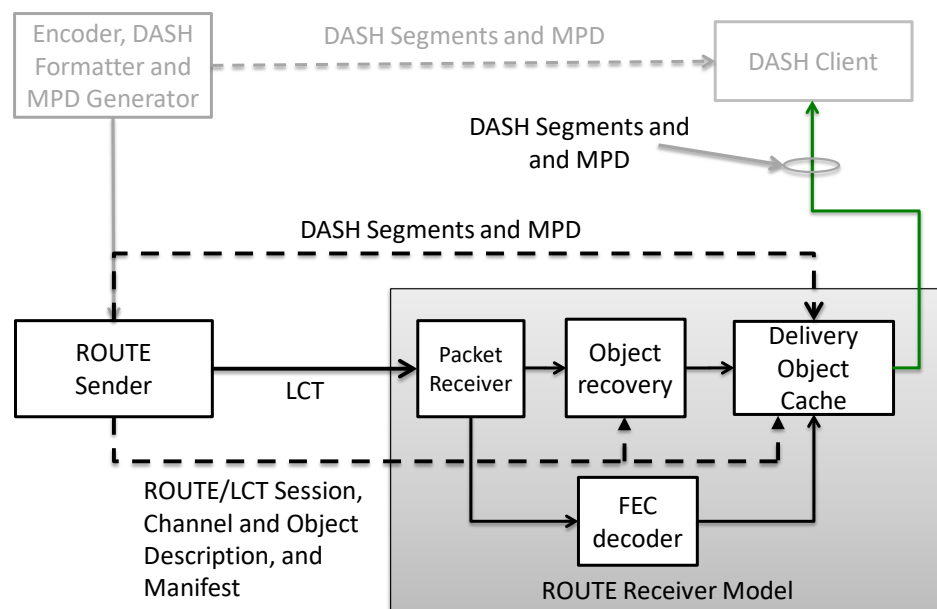 Encoder, DASH
Formatter and
MPD Generator
DASH Segments and MPD
DASH Client
DASH Segments and
and MPD
DASH Segments and MPD
ROUTE
Sender
LCT
Packet
Receiver
Object
recovery
Delivery
Object
Cache
ROUTE/LCT Session,
Channel and Object
Description, and
Manifest
FEC
decoder
ROUTE Receiver Model